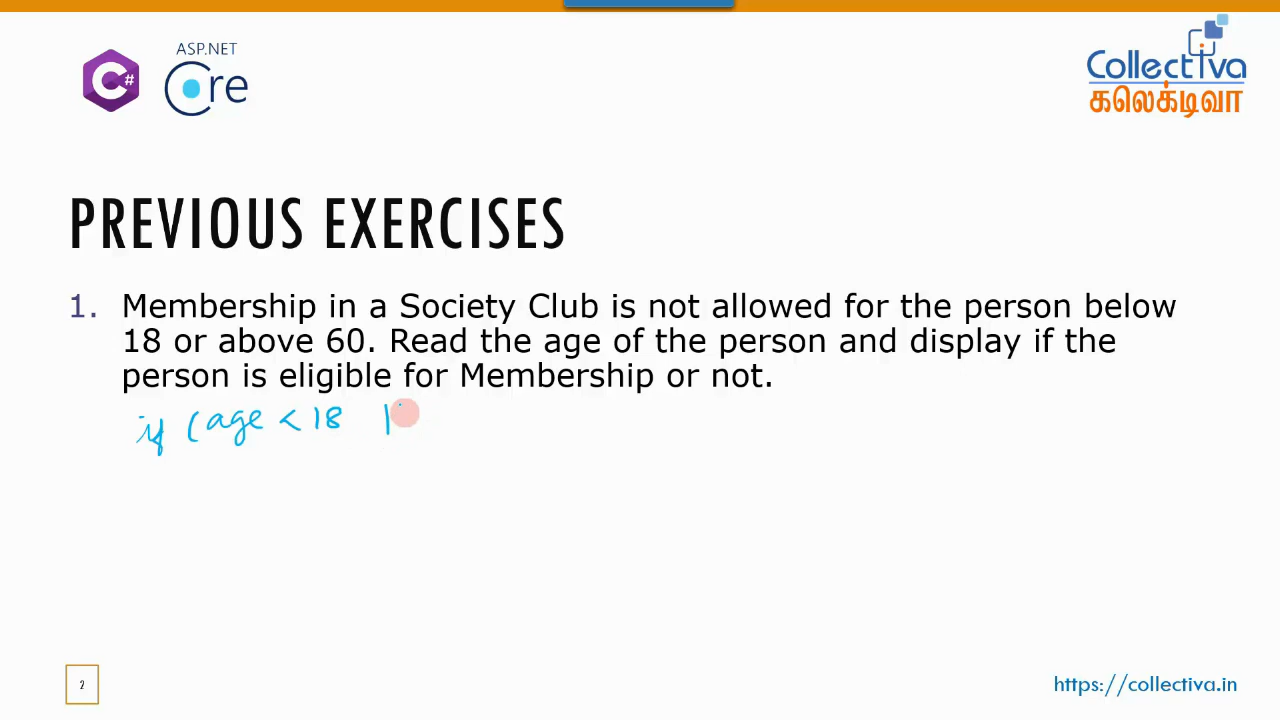 ASP.NET
C#
Core
Collectiva
கலெக்டிவா
PREVIOUS EXERCISES
1. Membership in a Society Club is not allowed for the person below
18 or above 60. Read the age of the person and display if the
person is eligible for Membership or not.
if (age < 18 |
2
https://collectiva.in